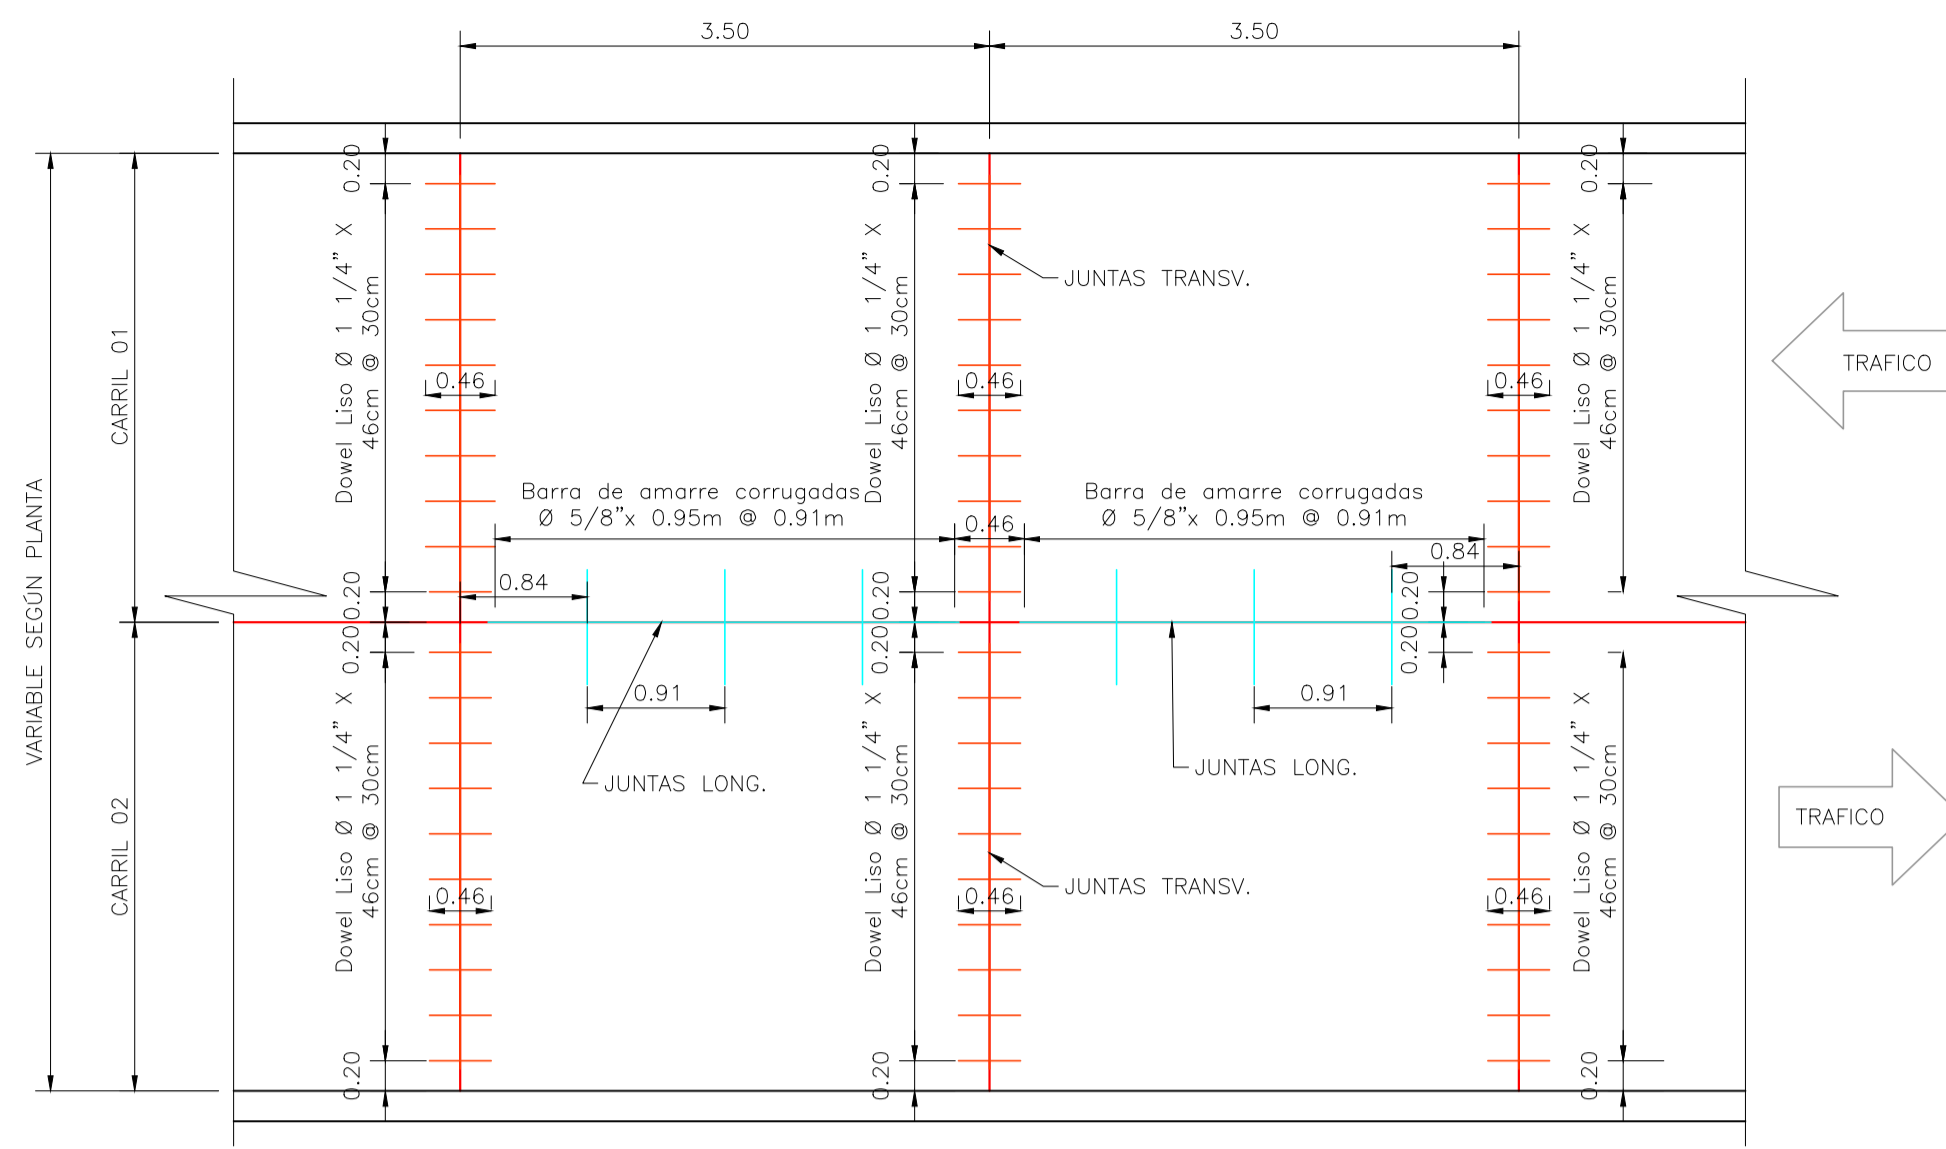 3.50
3.50
0.20
0.20
0.20
VARIABLE SEGÚN PLANTA
CARRIL 01
CARRIL 02
Dowel Liso Ø 1 1/4" X
46cm @ 30cm
Dowel Liso Ø 1 1/4" X
46cm @ 30cm
Dowel Liso Ø 1 1/4" X
46cm @ 30cm
JUNTAS TRANSV.
TRAFICO
0.46
0.46
0.46
Barra de amarre corrugadas
Ø 5/8"x 0.95m @ 0.91m
0.46
Barra de amarre corrugadas
Ø 5/8"x 0.95m @ 0.91m
0.84
0.84
0.20
0.20
0.20
0.20
0.20
0.20
0.91
0.91
JUNTAS LONG.
JUNTAS LONG.
Dowel Liso Ø 1 1/4" X
46cm @ 30cm
Dowel Liso Ø 1 1/4" X
46cm @ 30cm
Dowel Liso Ø 1 1/4" X
46cm @ 30cm
TRAFICO
JUNTAS TRANSV.
0.46
0.46
0.46
0.20
0.20
0.20